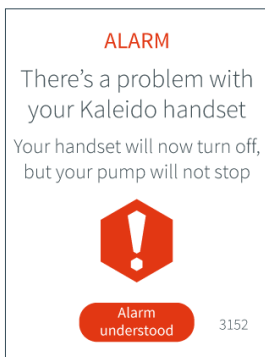 ALARM
There’s a problem with
your Kaleido handset
Your handset will now turn off,
but your pump will not stop
!
Alarm
understood
3152